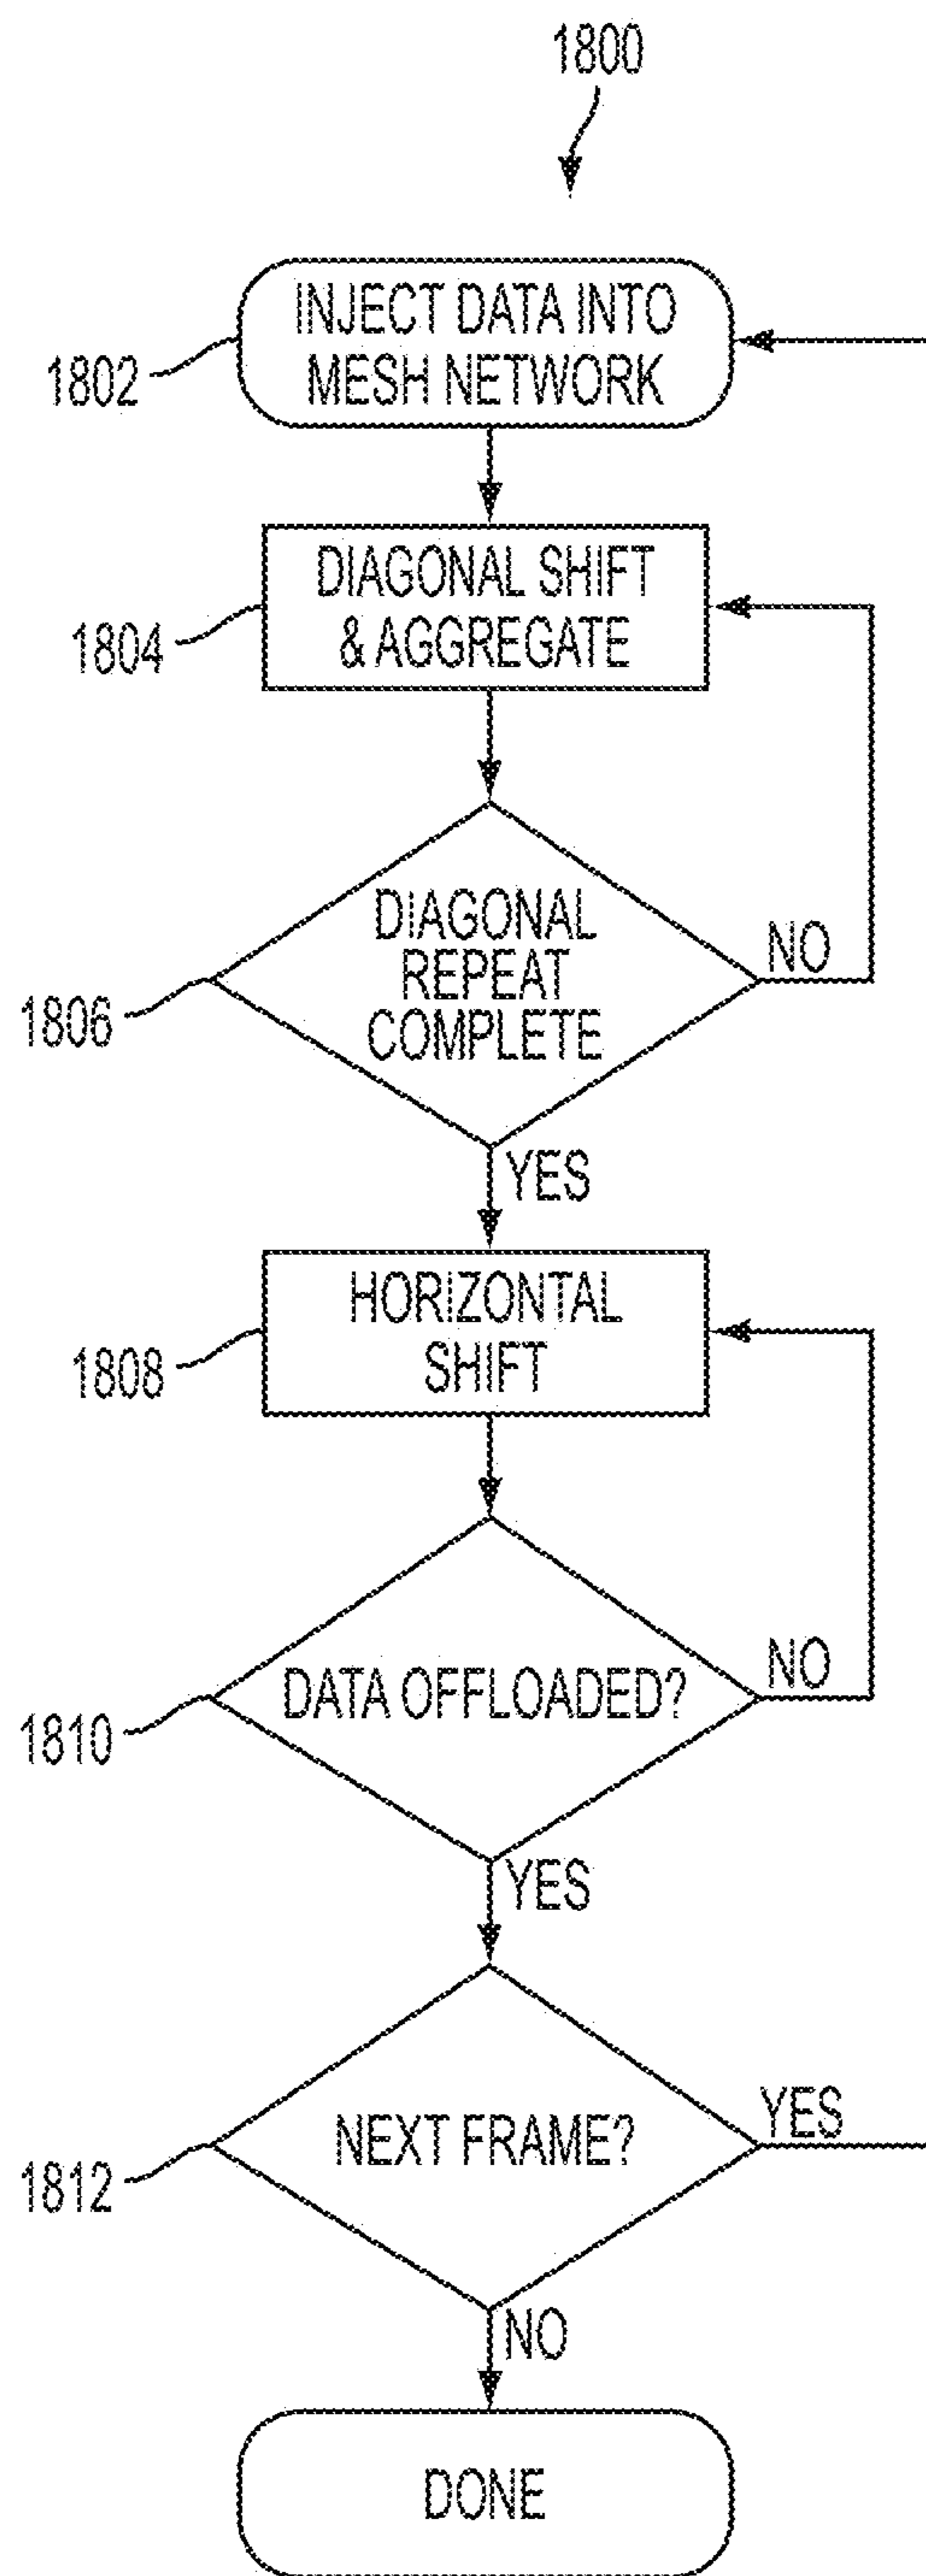 1800
INJECT DATA INTO
MESH NETWORK
1802
DIAGONAL SHIFT
& AGGREGATE
1804
DIAGONAL
REPEAT
COMPLETE
NO
1806
YES
HORIZONTAL
SHIFT
1808
DATA OFFLOADED?
NO
1810
YES
NEXT FRAME?
YES
1812
NO
DONE